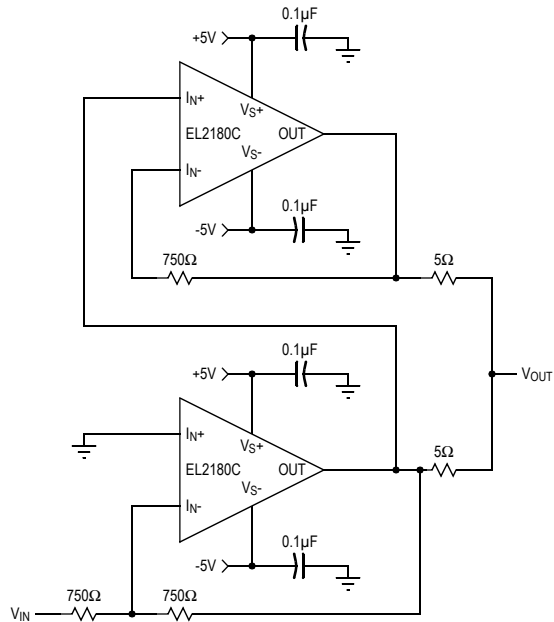 0.1µF
+5V
IN+
VS+
EL2180C
OUT
VS-
IN-
0.1µF
-5V
750Ω
5Ω
0.1µF
+5V
VOUT
IN+
VS+
5Ω
EL2180C
OUT
VS-
IN-
0.1µF
-5V
750Ω
750Ω
VIN